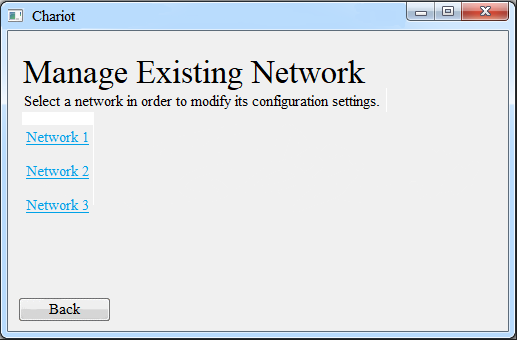 Chariot
Manage Existing Network
Select a network in order to modify its configuration settings.
Network 1
Network 2
Network 3
Back